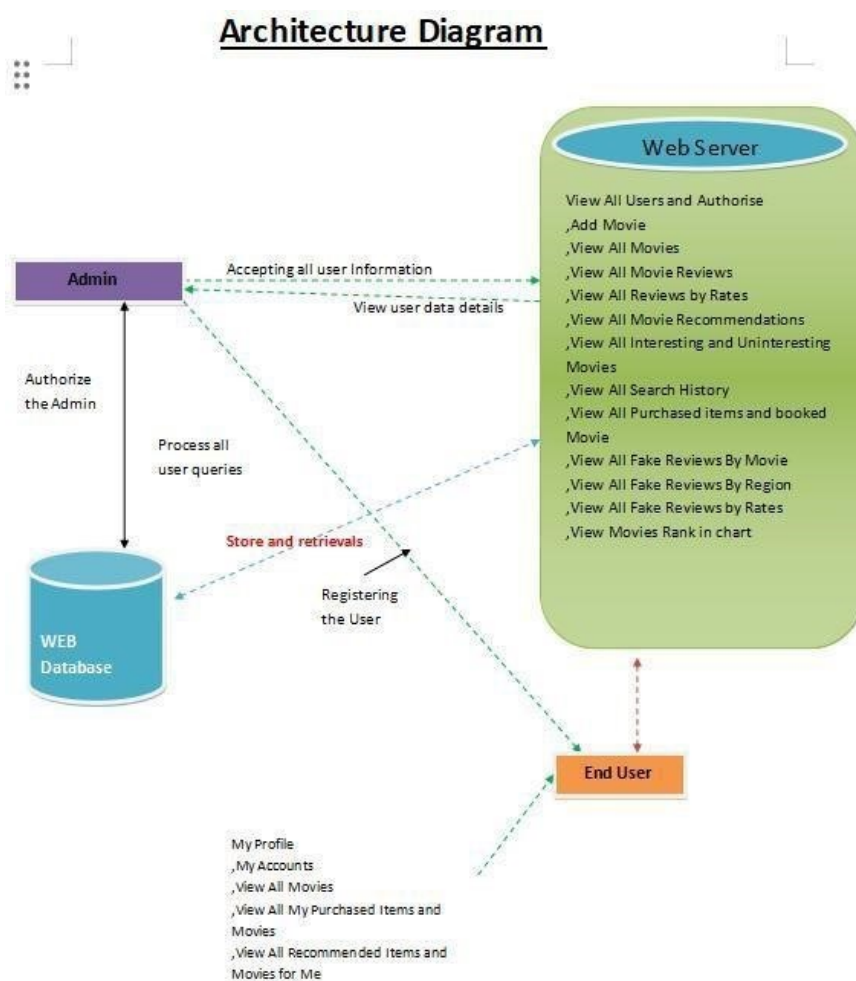 Architecture Diagram
Web Server
View All Users and Authorise
,Add Movie
,View All Movies
,View All Movie Reviews
,View All Reviews by Rates
,View All Movie Recommendations
,View All Interesting and Uninteresting
Movies
,View All Search History
,View All Purchased items and booked
Movie
,View All Fake Reviews By Movie
,View All Fake Reviews By Region
,View All Fake Reviews by Rates
,View Movies Rank in chart
Admin
Accepting all user Information
View user data details
Authorize
the Admin
Process all
user queries
Store and retrievals
Registering
the User
WEB
Database
End User
My Profile
,My Accounts
,View All Movies
,View All My Purchased Items and
Movies
,View All Recommended Items and
Movies for Me